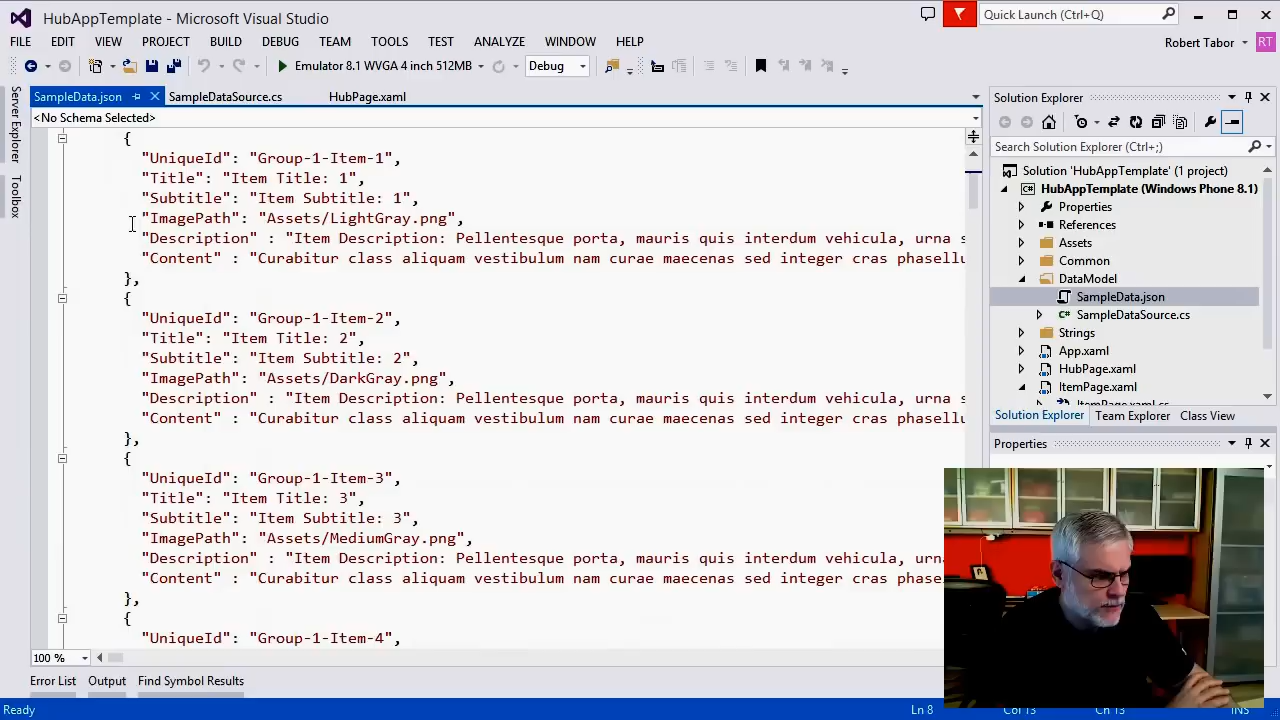 HubAppTemplate - Microsoft Visual Studio
Quick Launch (Ctrl+Q)
FILE EDIT VIEW PROJECT BUILD DEBUG TEAM TOOLS TEST ANALYZE WINDOW HELP
Robert Tabor RT
Emulator 8.1 WVGA 4 inch 512MB Debug
Server Explorer
Toolbox
SampleData.json SampleDataSource.cs HubPage.xaml
<No Schema Selected>
{
"UniqueId": "Group-1-Item-1",
"Title": "Item Title: 1",
"Subtitle": "Item Subtitle: 1",
"ImagePath": "Assets/LightGray.png",
"Description" : "Item Description: Pellentesque porta, mauris quis interdum vehicula, urna s
"Content" : "Curabitur class aliquam vestibulum nam curae maecenas sed integer cras phasellu
},
{
"UniqueId": "Group-1-Item-2",
"Title": "Item Title: 2",
"Subtitle": "Item Subtitle: 2",
"ImagePath": "Assets/DarkGray.png",
"Description" : "Item Description: Pellentesque porta, mauris quis interdum vehicula, urna s
"Content" : "Curabitur class aliquam vestibulum nam curae maecenas sed integer cras phasellu
},
{
"UniqueId": "Group-1-Item-3",
"Title": "Item Title: 3",
"Subtitle": "Item Subtitle: 3",
"ImagePath": "Assets/MediumGray.png",
"Description" : "Item Description: Pellentesque porta, mauris quis interdum vehicula,
"Content" : "Curabitur class aliquam vestibulum nam curae maecenas sed integer cras
},
{
"UniqueId": "Group-1-Item-4",
100 %
Error List Output Find Symbol Results
Ready Ln 8 Col 13 Ch 13 INS
Solution Explorer
Search Solution Explorer (Ctrl+;)
Solution 'HubAppTemplate' (1 project)
HubAppTemplate (Windows Phone 8.1)
Properties
References
Assets
Common
DataModel
SampleData.json
SampleDataSource.cs
Strings
App.xaml
HubPage.xaml
ItemPage.xaml
ItemPage.xaml.cs
Solution Explorer Team Explorer Class View
Properties